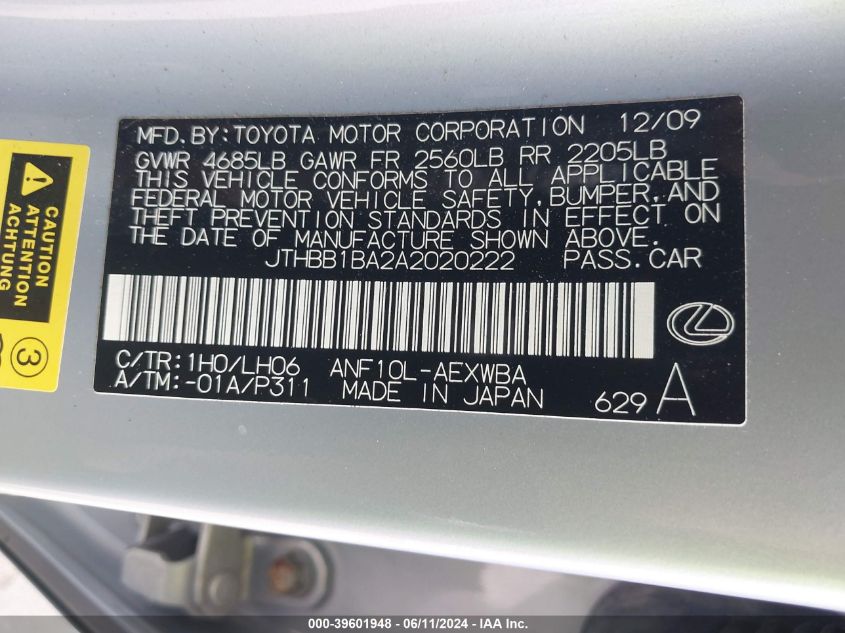 MFD.BY:TOYOTA MOTOR CORPORATION 12/09
GVWR 4685LB GAWR FR 2560LB RR 2205LB
THIS VEHICLE CONFORMS TO ALL APPLICABLE
FEDERAL MOTOR VEHICLE SAFETY,BUMPER,AND
THEFT PREVENTION STANDARDS IN EFFECT ON
THE DATE OF MANUFACTURE SHOWN ABOVE.
JTHBB1BA2A2020222 PASS.CAR
C/TR:1H0/LH06 ANF10L-AEXWBA
A/TM:-01A/P311 MADE IN JAPAN
629 A
CAUTION
ATTENTION
ACHTUNG
3
000-39601948 - 06/11/2024 - IAA Inc.